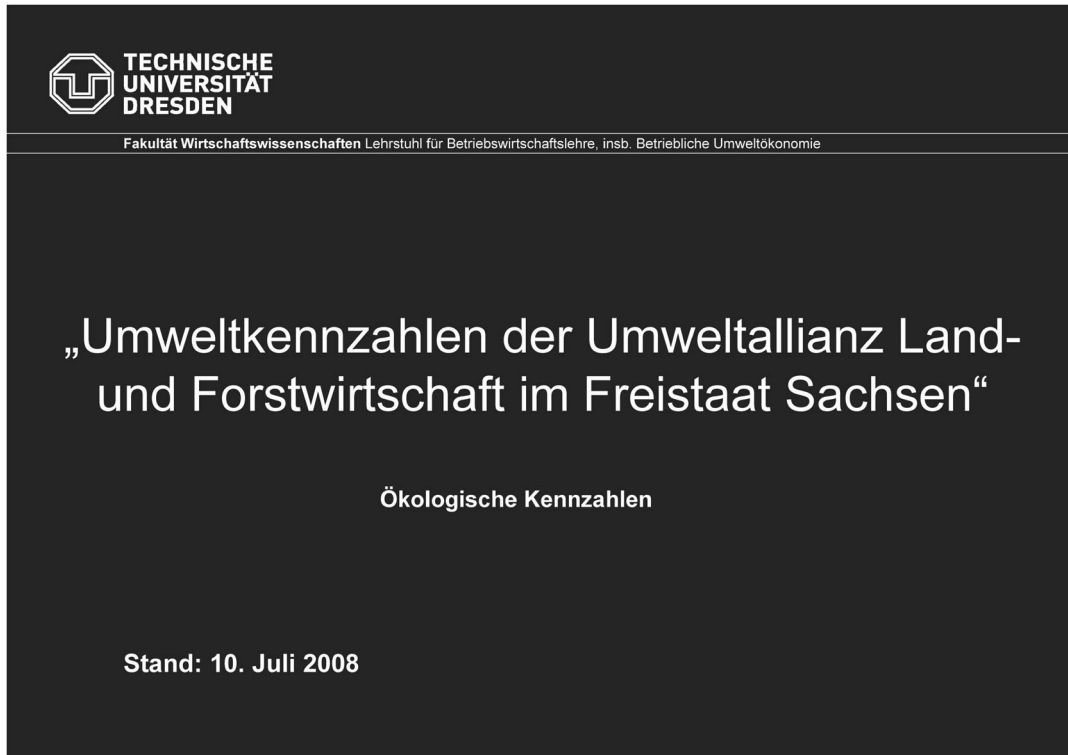 TECHNISCHE
UNIVERSITÄT
DRESDEN
Fakultät Wirtschaftswissenschaften Lehrstuhl für Betriebswirtschaftslehre, insb. Betriebliche Umweltökonomie
„Umweltkennzahlen der Umweltallianz Land-
und Forstwirtschaft im Freistaat Sachsen“
Ökologische Kennzahlen
Stand: 10. Juli 2008